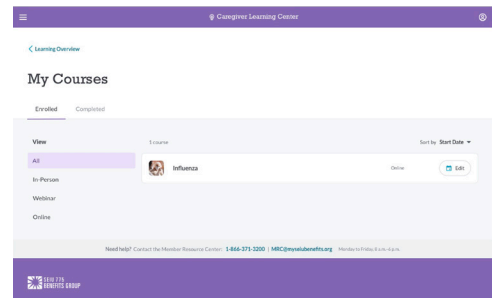 Caregiver Learning Center
Learning Overview
My Courses
Enrolled Completed
View 1 course Sort by Start Date
All
Influenza Online Edit
In-Person
Webinar
Online
Need help? Contact the Member Resource Center: 1-866-371-3200 | MRC@myseiubenefits.org Monday to Friday, 8 a.m.-6 p.m.
SEIU 775
BENEFITS GROUP